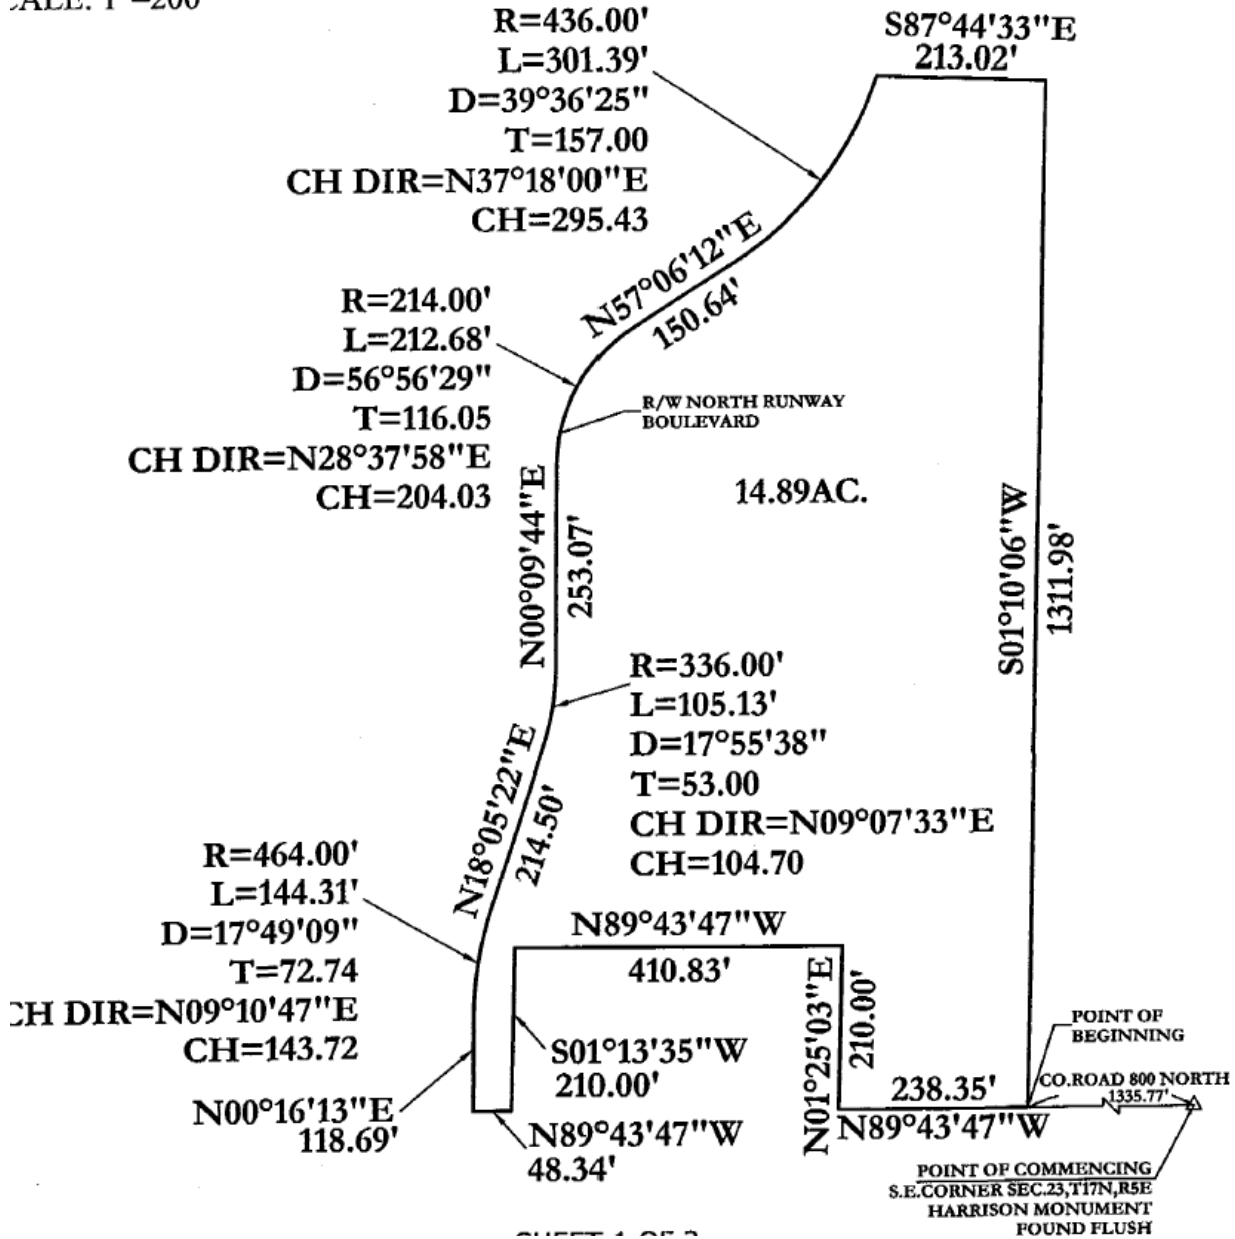 R=436.00'
L=301.39'
D=39°36'25"
T=157.00
CH DIR=N37°18'00"E
CH=295.43
S87°44'33"E
213.02'
N57°06'12"E
150.64'
R=214.00'
L=212.68'
D=56°56'29"
T=116.05
CH DIR=N28°37'58"E
CH=204.03
R/W NORTH RUNWAY
BOULEVARD
14.89AC.
N00°09'44"E
253.07'
S01°10'06"W
1311.98'
R=336.00'
L=105.13'
D=17°55'38"
T=53.00
CH DIR=N09°07'33"E
CH=104.70
N18°05'22"E
214.50'
R=464.00'
L=144.31'
D=17°49'09"
T=72.74
CH DIR=N09°10'47"E
CH=143.72
N89°43'47"W
410.83'
N01°25'03"E
210.00'
S01°13'35"W
210.00'
N00°16'13"E
118.69'
N89°43'47"W
48.34'
238.35'
N89°43'47"W
POINT OF
BEGINNING
CO.ROAD 800 NORTH
1335.77'
POINT OF COMMENCING
S.E.CORNER SEC.23,T17N,R5E
HARRISON MONUMENT
FOUND FLUSH